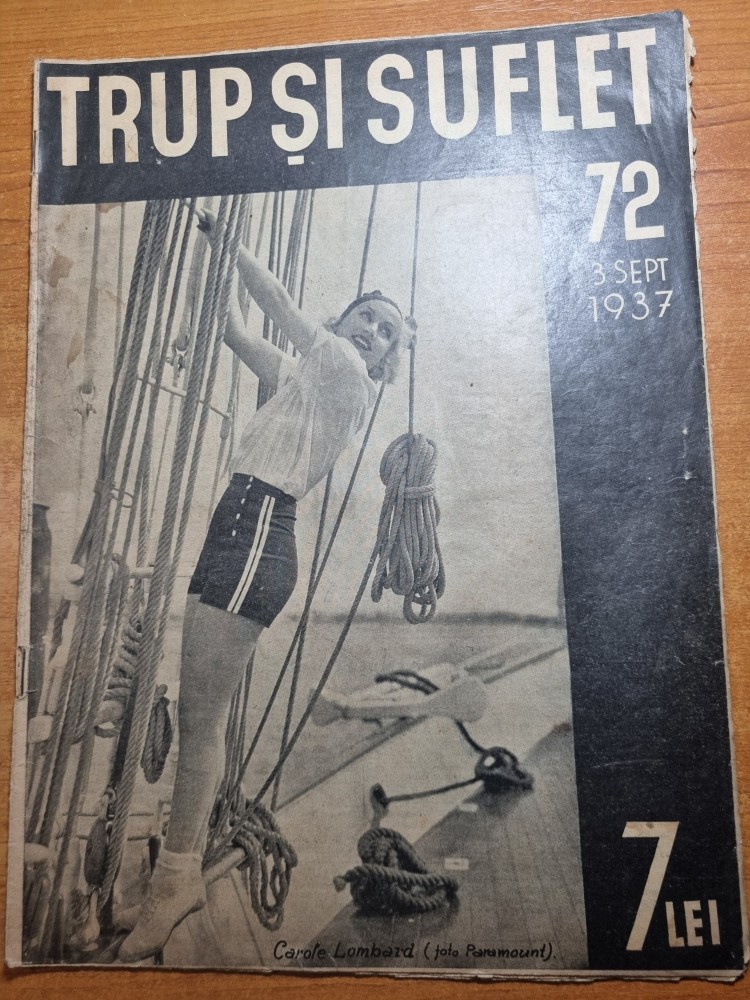 TRUP ȘI SUFLET
72
3 SEPT
1937
7 LEI
Carole Lombard (foto Paramount).